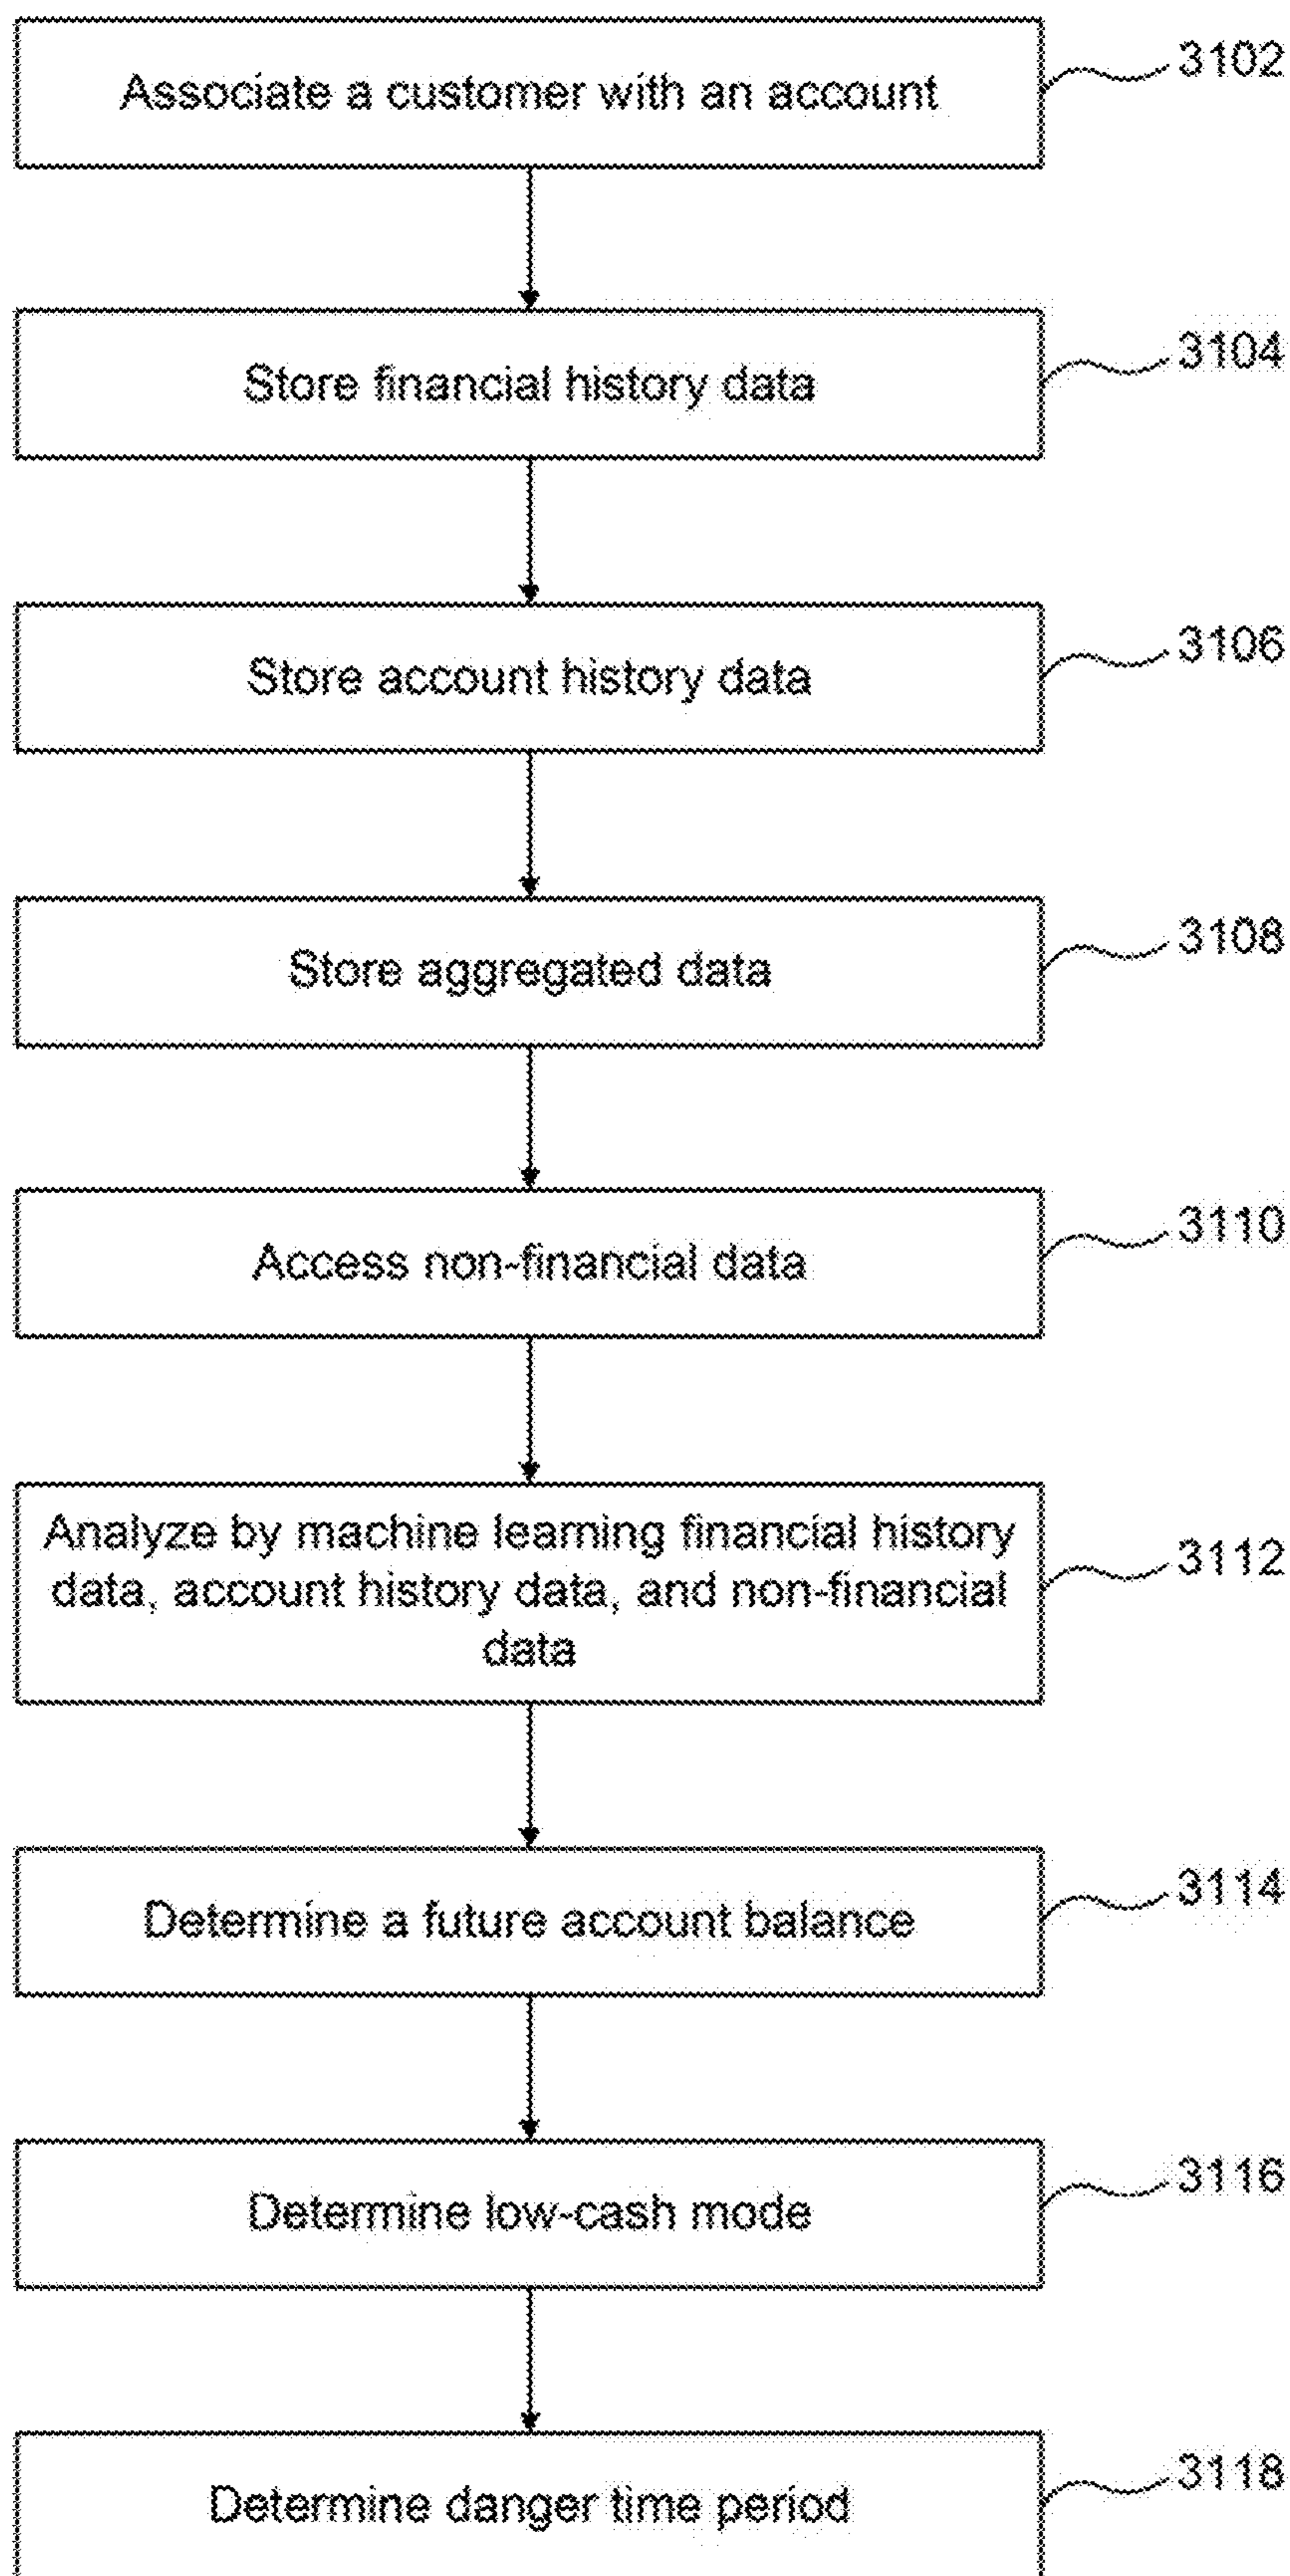 Associate a customer with an account
3102
Store financial history data
3104
Store account history data
3106
Store aggregated data
3108
Access non-financial data
3110
Analyze by machine learning financial history
data, account history data, and non-financial
data
3112
Determine a future account balance
3114
Determine low-cash mode
3116
Determine danger time period
3118